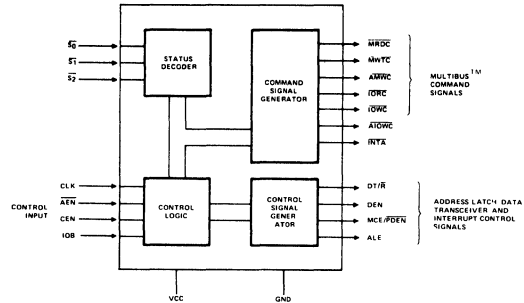 S0
S1
S2
STATUS
DECODER
COMMAND
SIGNAL
GENERATOR
MRDC
MWTC
AMWC
IORC
IOWC
AIOWC
INTA
MULTIBUS™
COMMAND
SIGNALS
CONTROL
INPUT
CLK
AEN
CEN
IOB
CONTROL
LOGIC
CONTROL
SIGNAL
GENER
ATOR
DT/R
DEN
MCE/PDEN
ALE
ADDRESS LATCH DATA
TRANSCEIVER AND
INTERRUPT CONTROL
SIGNALS
VCC
GND